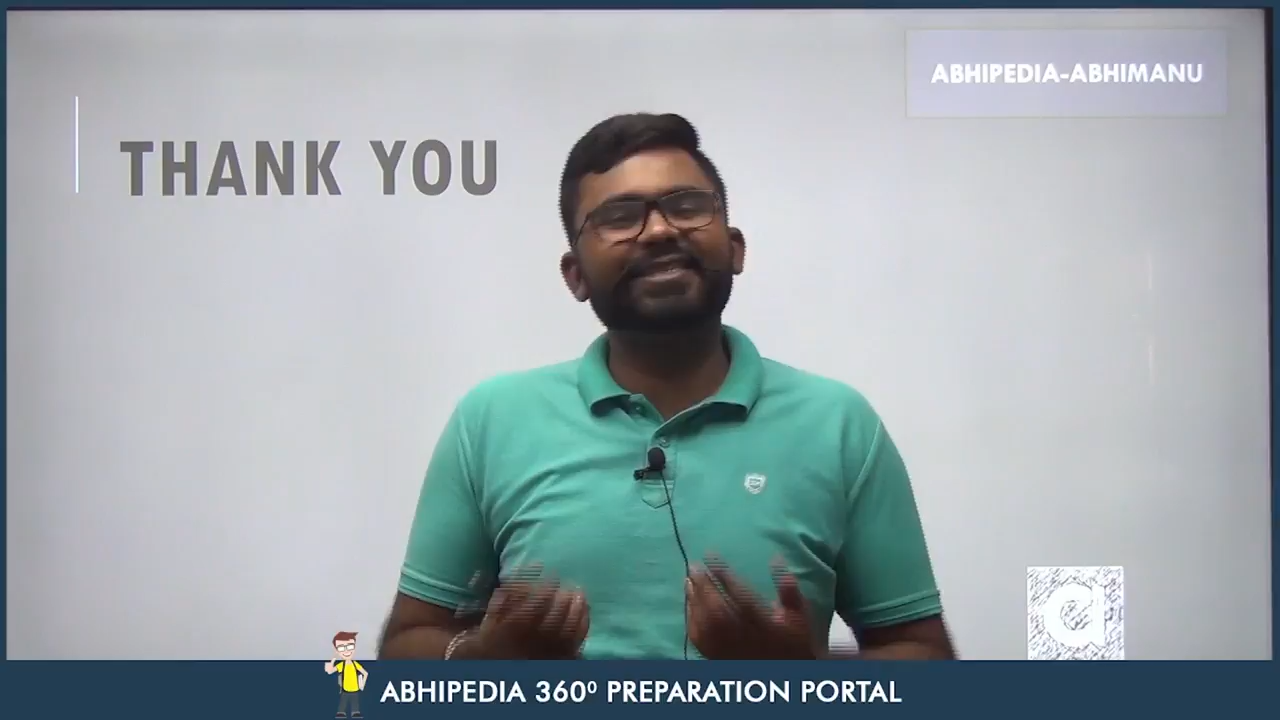 ABHIPEDIA-ABHIMANU
THANK YOU
a
ABHIPEDIA 360⁰ PREPARATION PORTAL